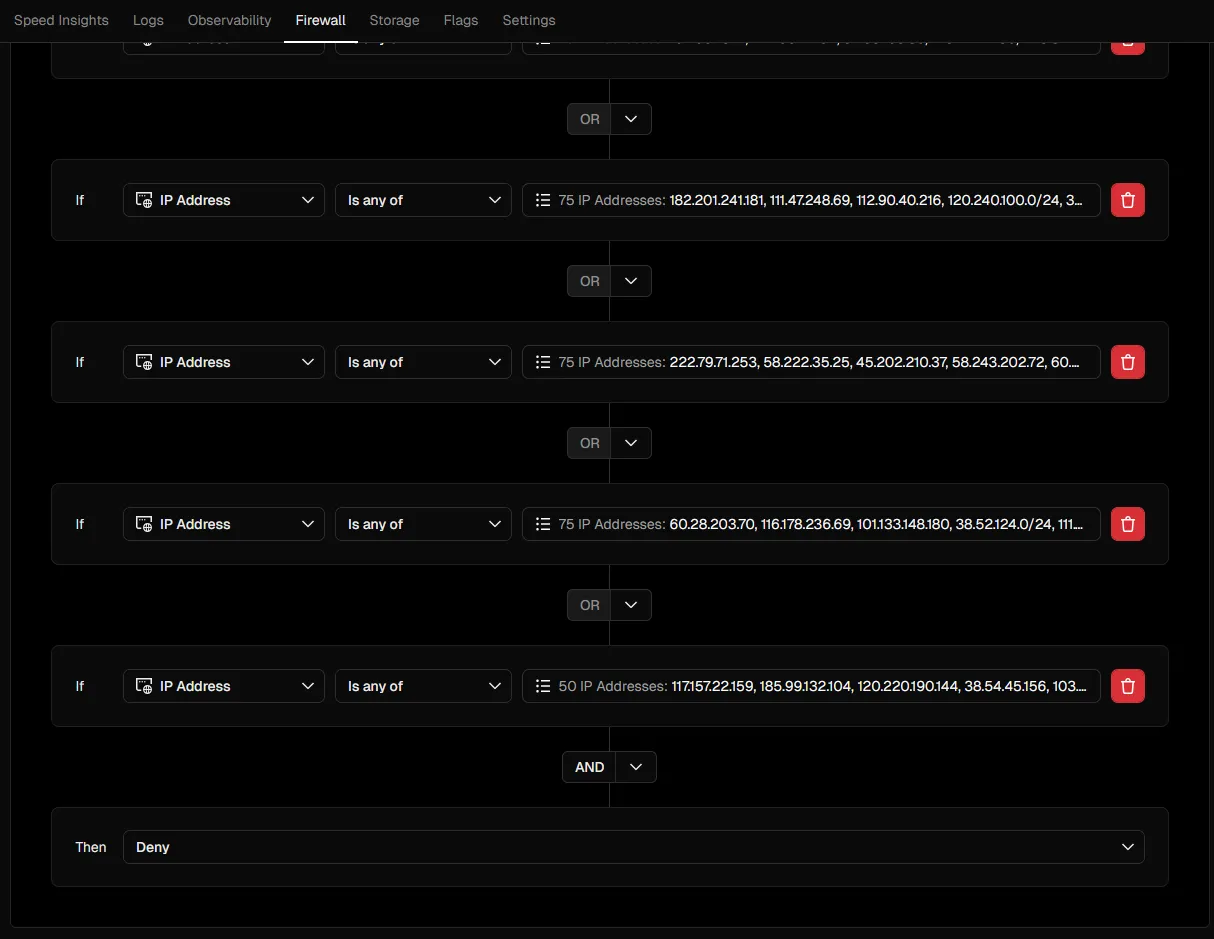 Speed Insights Logs Observability Firewall Storage Flags Settings
OR
If IP Address Is any of 75 IP Addresses: 182.201.241.181, 111.47.248.69, 112.90.40.216, 120.240.100.0/24, 3...
OR
If IP Address Is any of 75 IP Addresses: 222.79.71.253, 58.222.35.25, 45.202.210.37, 58.243.202.72, 60....
OR
If IP Address Is any of 75 IP Addresses: 60.28.203.70, 116.178.236.69, 101.133.148.180, 38.52.124.0/24, 111....
OR
If IP Address Is any of 50 IP Addresses: 117.157.22.159, 185.99.132.104, 120.220.190.144, 38.54.45.156, 103....
AND
Then Deny